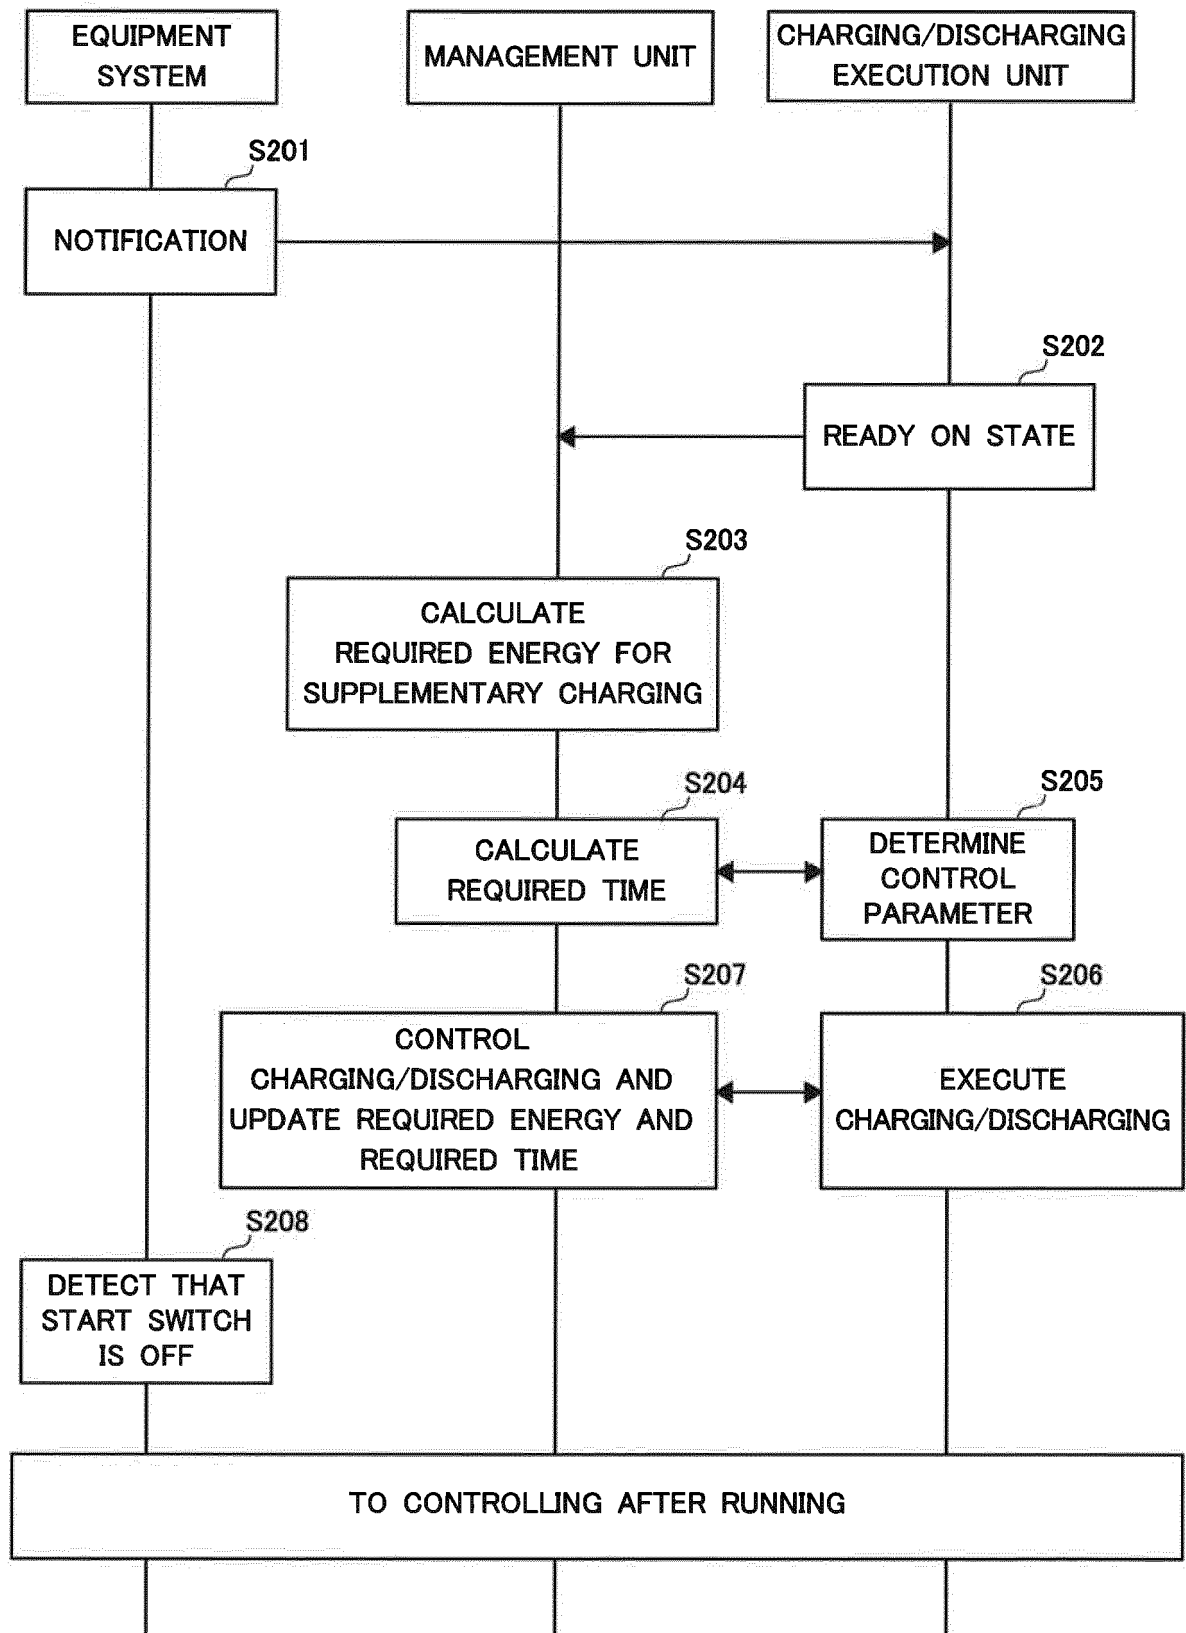 EQUIPMENT
SYSTEM
MANAGEMENT UNIT
CHARGING/DISCHARGING
EXECUTION UNIT
S201
NOTIFICATION
S202
READY ON STATE
S203
CALCULATE
REQUIRED ENERGY FOR
SUPPLEMENTARY CHARGING
S204
CALCULATE
REQUIRED TIME
S205
DETERMINE
CONTROL
PARAMETER
S207
CONTROL
CHARGING/DISCHARGING AND
UPDATE REQUIRED ENERGY AND
REQUIRED TIME
S206
EXECUTE
CHARGING/DISCHARGING
S208
DETECT THAT
START SWITCH
IS OFF
TO CONTROLLING AFTER RUNNING